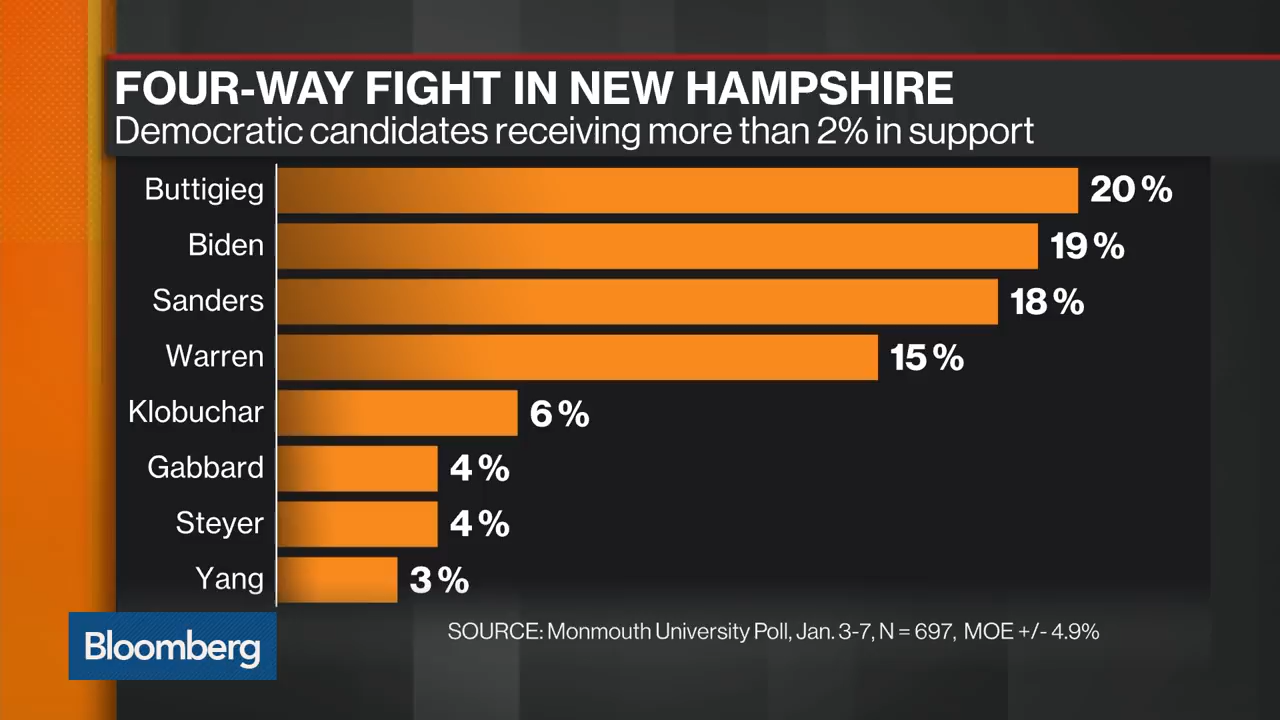 FOUR-WAY FIGHT IN NEW HAMPSHIRE
Democratic candidates receiving more than 2% in support
Buttigieg 20%
Biden 19%
Sanders 18%
Warren 15%
Klobuchar 6%
Gabbard 4%
Steyer 4%
Yang 3%
SOURCE: Monmouth University Poll, Jan. 3-7, N = 697, MOE +/- 4.9%
Bloomberg